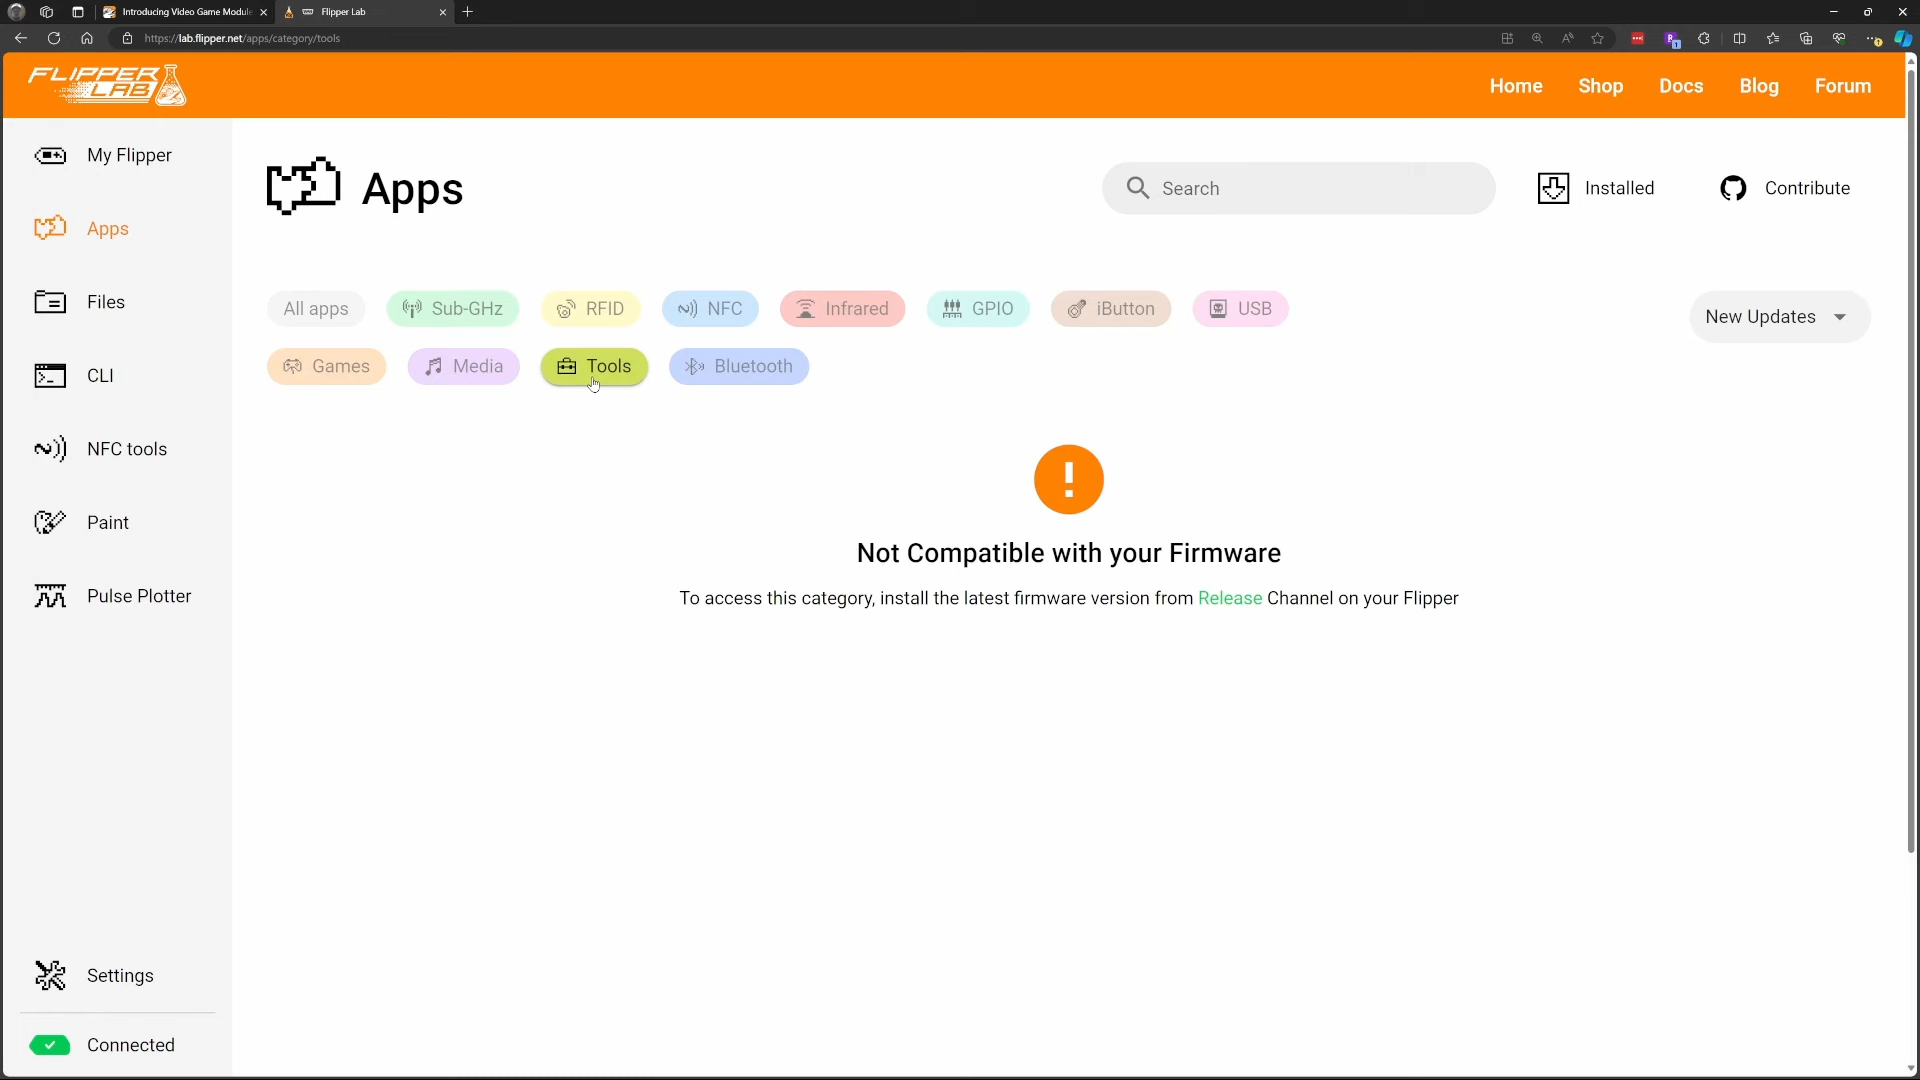 Introducing Video Game Module
Flipper Lab
https://lab.flipper.net/apps/category/tools
FLIPPER
LAB
Home
Shop
Docs
Blog
Forum
My Flipper
Apps
Files
CLI
NFC tools
Paint
Pulse Plotter
Settings
Connected
Apps
Search
Installed
Contribute
All apps
Sub-GHz
RFID
NFC
Infrared
GPIO
iButton
USB
New Updates
Games
Media
Tools
Bluetooth
Not Compatible with your Firmware
To access this category, install the latest firmware version from Release Channel on your Flipper